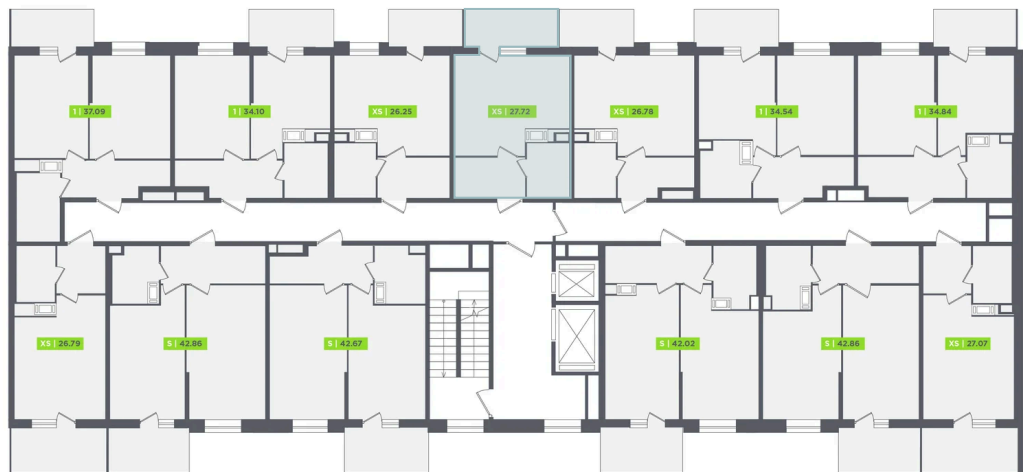 1 | 37.09
1 | 34.10
XS | 26.25
XS | 27.72
XS | 26.78
1 | 34.54
1 | 34.84
XS | 26.79
S | 42.86
S | 42.67
S | 42.02
S | 42.86
XS | 27.07